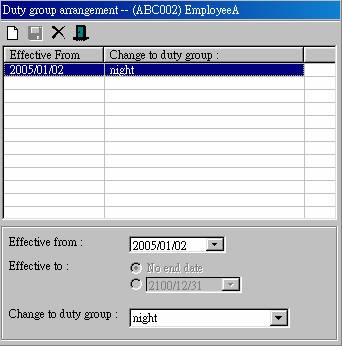 Duty group arrangement -- (ABC002) EmployeeA
Effective From Change to duty group :
2005/01/02 night
Effective from : 2005/01/02
Effective to : No end date
2100/12/31
Change to duty group : night